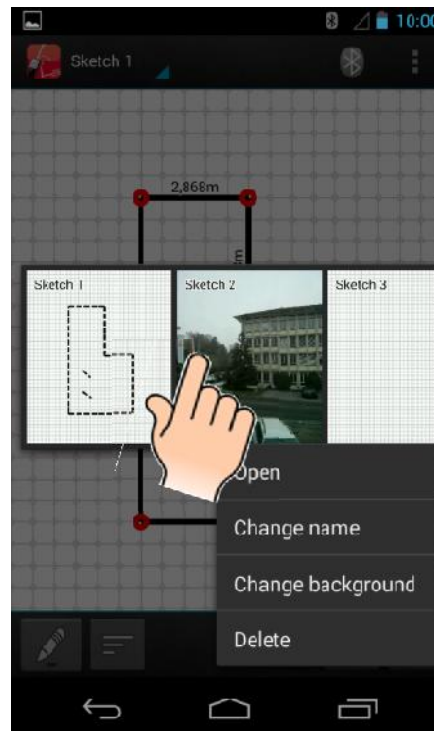 10:00
Sketch 1
2,868m
Sketch 1
Sketch 2
Sketch 3
Open
Change name
Change background
Delete